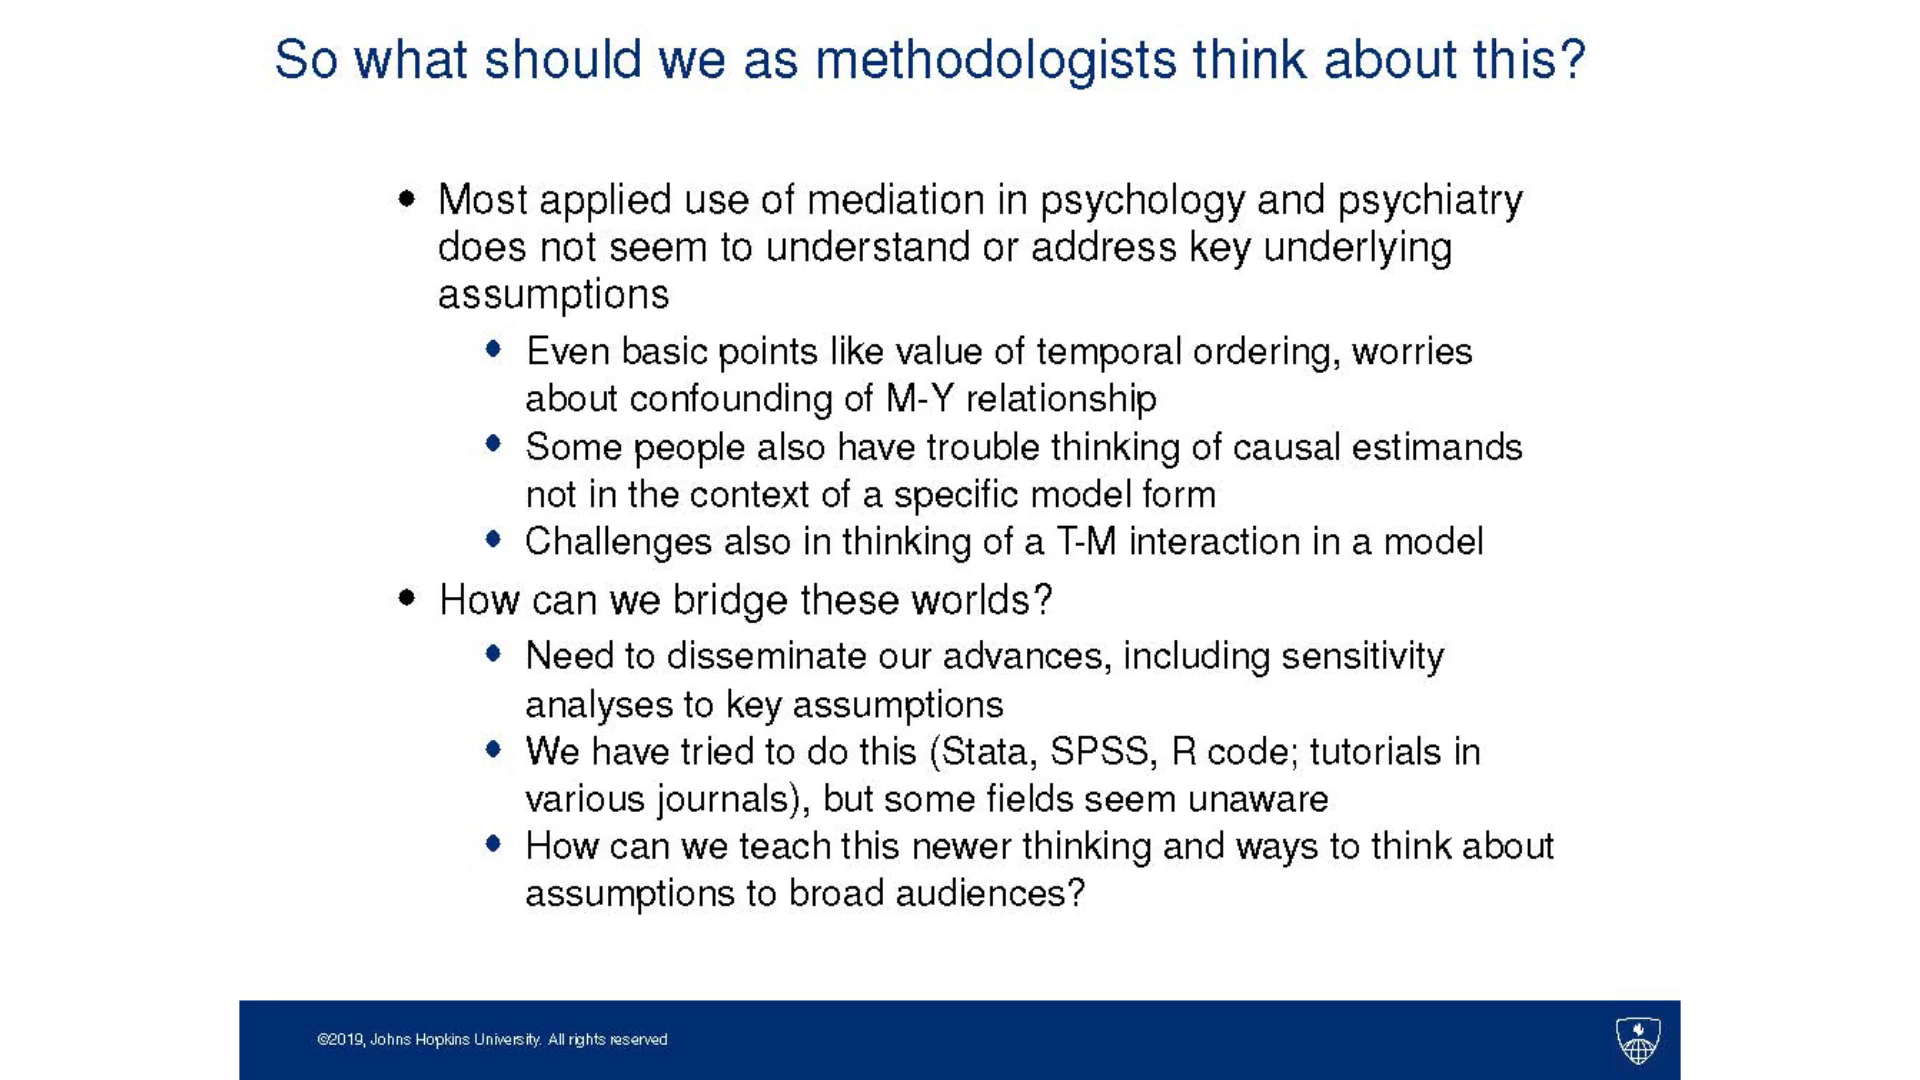 So what should we as methodologists think about this?
• Most applied use of mediation in psychology and psychiatry
does not seem to understand or address key underlying
assumptions
• Even basic points like value of temporal ordering, worries
about confounding of M-Y relationship
• Some people also have trouble thinking of causal estimands
not in the context of a specific model form
• Challenges also in thinking of a T-M interaction in a model
• How can we bridge these worlds?
• Need to disseminate our advances, including sensitivity
analyses to key assumptions
• We have tried to do this (Stata, SPSS, R code; tutorials in
various journals), but some fields seem unaware
• How can we teach this newer thinking and ways to think about
assumptions to broad audiences?
©2019, Johns Hopkins University. All rights reserved